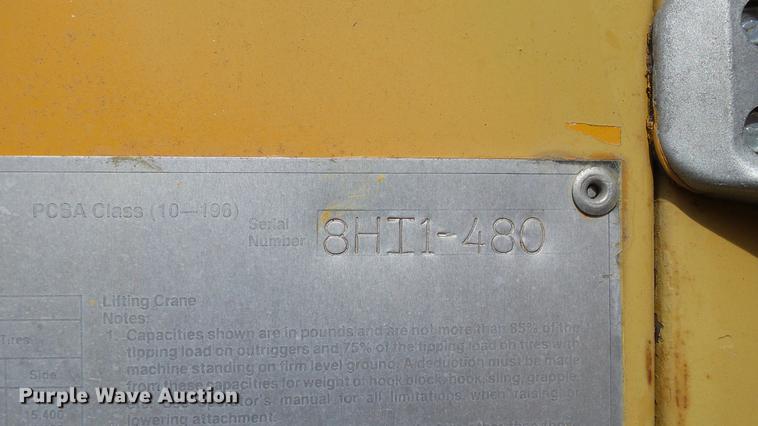 PCSA Class (10—196)
Serial
Number
8HI1-480
Lifting Crane
Notes:
1. Capacities shown are in pounds and are not more than 85% of the
tipping load on outriggers and 75% of the tipping load on tires with
machine standing on firm level ground. A deduction must be made
from these capacities for weight of hook block, hook, sling, grapple
operator's manual for all limitations when raising or
lowering attachment.
Tires
Side
15,400
Purple Wave Auction